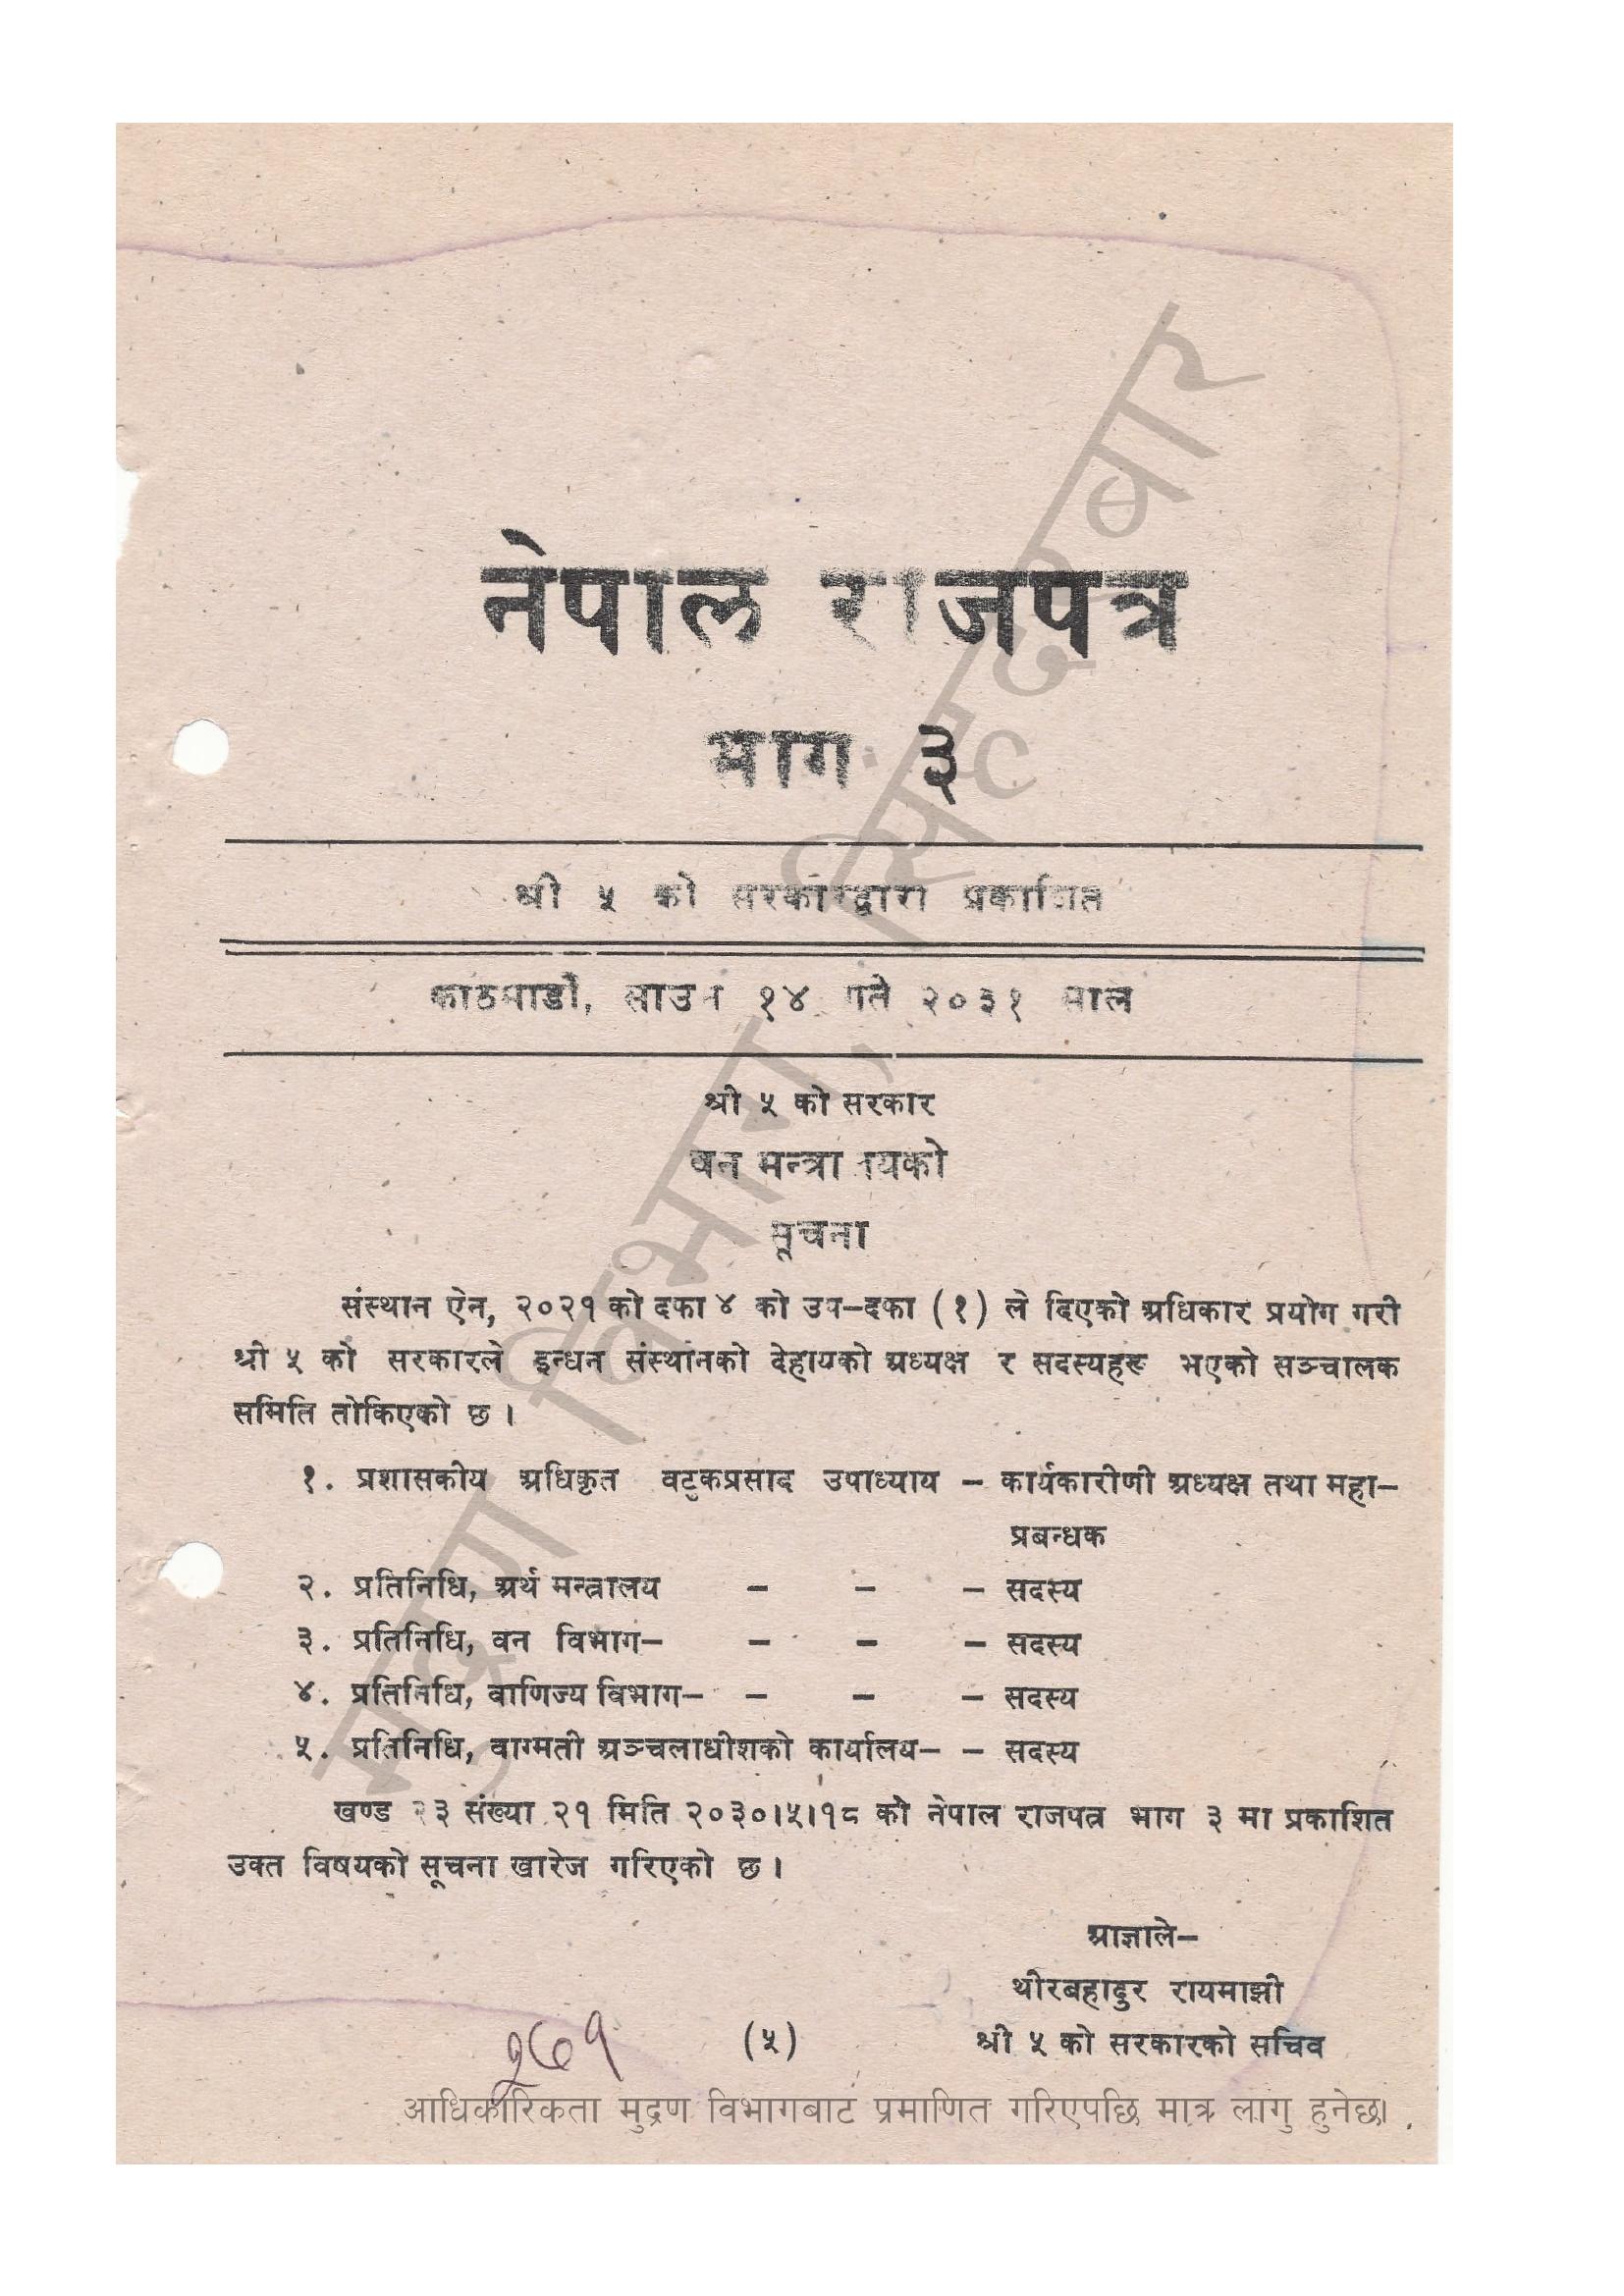 नेपाल राजपत्र
भाग ३
श्री ५ को सरकारद्वारा प्रकाशित
काठमाडौं, साउन १४ गते २०३१ साल
श्री ५ को सरकार
वन मन्त्रालयको
सूचना
संस्थान ऐन, २०२१ को दफा ४ को उप-दफा (१) ले दिएको अधिकार प्रयोग गरी
श्री ५ को सरकारले इन्धन संस्थानको देहायको अध्यक्ष र सदस्यहरू भएको सञ्चालक
समिति तोकिएको छ ।
१. प्रशासकीय अधिकृत वटुकप्रसाद उपाध्याय - कार्यकारीणी अध्यक्ष तथा महा-
प्रबन्धक
२. प्रतिनिधि, अर्थ मन्त्रालय - - - सदस्य
३. प्रतिनिधि, वन विभाग- - - - सदस्य
४. प्रतिनिधि, वाणिज्य विभाग- - - - सदस्य
५. प्रतिनिधि, वाग्मती अञ्चलाधीशको कार्यालय- - सदस्य
खण्ड २३ संख्या २१ मिति २०३०।५।१८ को नेपाल राजपत्र भाग ३ मा प्रकाशित
उक्त विषयको सूचना खारेज गरिएको छ ।
आज्ञाले-
थीरबहादुर रायमाझी
(५) श्री ५ को सरकारको सचिव
आधिकारिकता मुद्रण विभागबाट प्रमाणित गरिएपछि मात्र लागु हुनेछ।
मुद्रण विभाग, सिंहदरबार